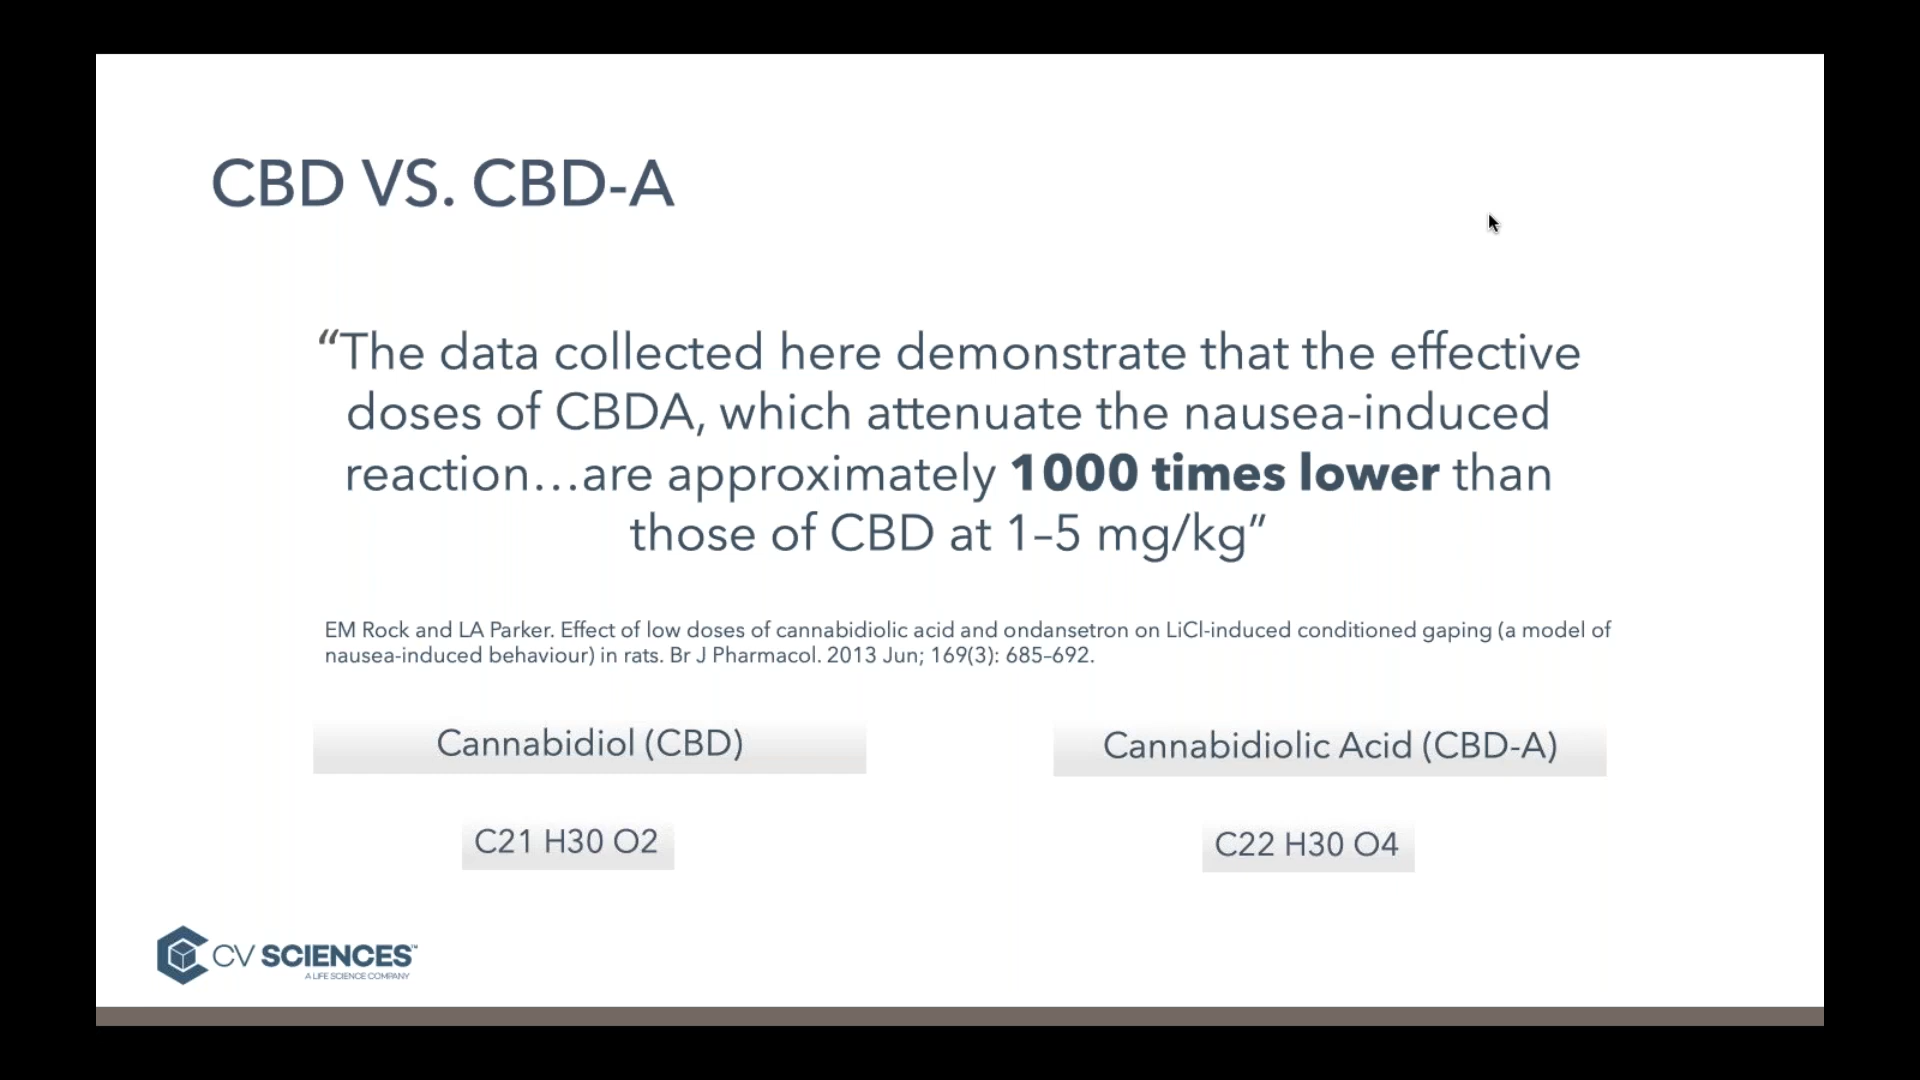 CBD VS. CBD-A
“The data collected here demonstrate that the effective
doses of CBDA, which attenuate the nausea-induced
reaction…are approximately 1000 times lower than
those of CBD at 1–5 mg/kg”
EM Rock and LA Parker. Effect of low doses of cannabidiolic acid and ondansetron on LiCl-induced conditioned gaping (a model of
nausea-induced behaviour) in rats. Br J Pharmacol. 2013 Jun; 169(3): 685–692.
Cannabidiol (CBD)
Cannabidiolic Acid (CBD-A)
C21 H30 O2
C22 H30 O4
CV SCIENCES™
A LIFE SCIENCE COMPANY